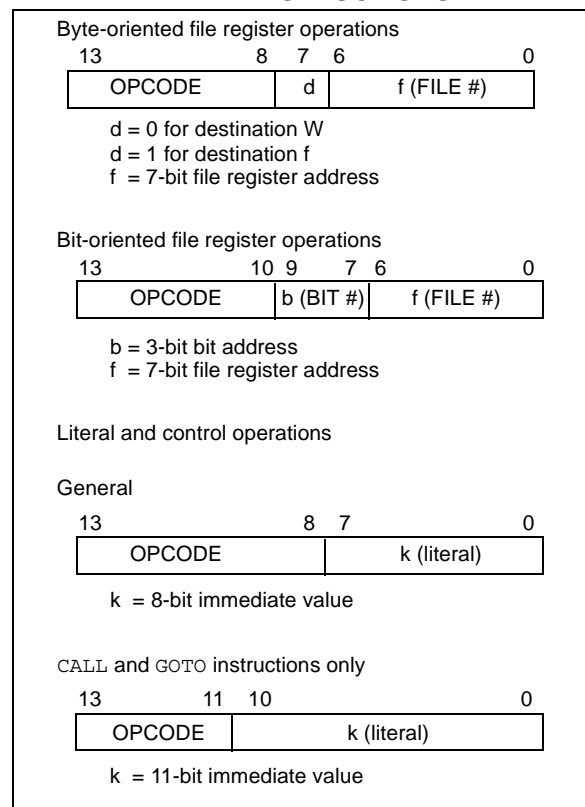 Byte-oriented file register operations
13 8 7 6 0
OPCODE d f (FILE #)
d = 0 for destination W
d = 1 for destination f
f = 7-bit file register address
Bit-oriented file register operations
13 10 9 7 6 0
OPCODE b (BIT #) f (FILE #)
b = 3-bit bit address
f = 7-bit file register address
Literal and control operations
General
13 8 7 0
OPCODE k (literal)
k = 8-bit immediate value
CALL and GOTO instructions only
13 11 10 0
OPCODE k (literal)
k = 11-bit immediate value